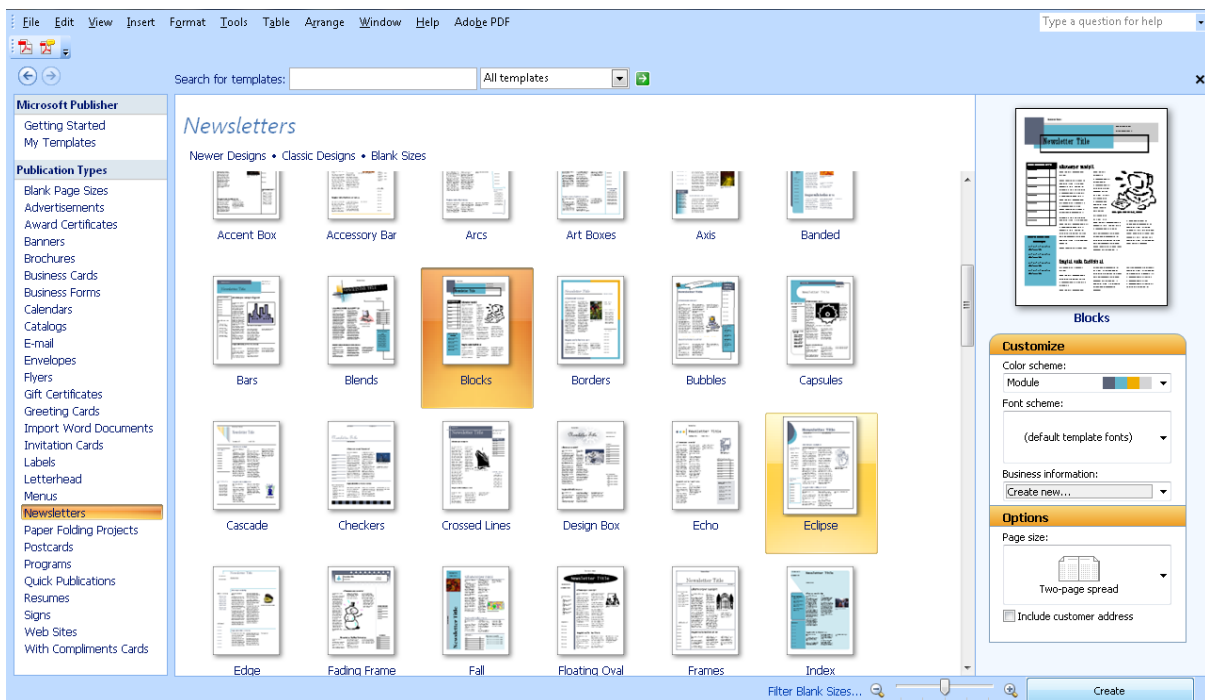 File Edit View Insert Format Tools Table Arrange Window Help Adobe PDF
Type a question for help
Search for templates:
All templates
Microsoft Publisher
Getting Started
My Templates
Publication Types
Blank Page Sizes
Advertisements
Award Certificates
Banners
Brochures
Business Cards
Business Forms
Calendars
Catalogs
E-mail
Envelopes
Flyers
Gift Certificates
Greeting Cards
Import Word Documents
Invitation Cards
Labels
Letterhead
Menus
Newsletters
Paper Folding Projects
Postcards
Programs
Quick Publications
Resumes
Signs
Web Sites
With Compliments Cards
Newsletters
Newer Designs • Classic Designs • Blank Sizes
Accent Box Accessory Bar Arcs Art Boxes Axis Banded
Bars Blends Blocks Borders Bubbles Capsules
Cascade Checkers Crossed Lines Design Box Echo Eclipse
Edge Fading Frame Fall Floating Oval Frames Index
Newsletter Title
Blocks
Customize
Color scheme:
Module
Font scheme:
(default template fonts)
Business information:
Create new...
Options
Page size:
Two-page spread
Include customer address
Filter Blank Sizes...
Create